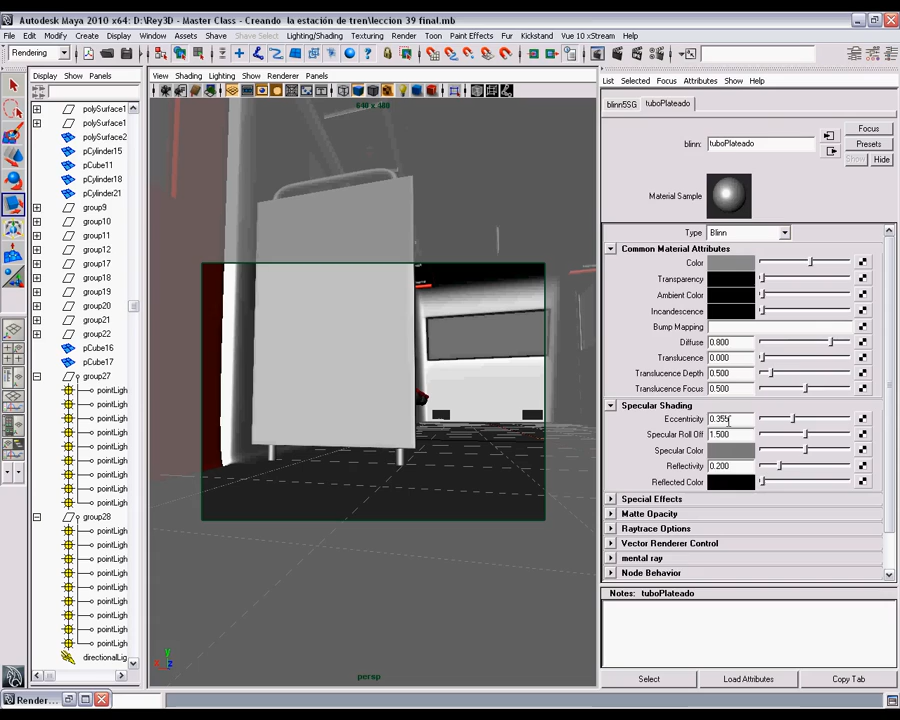 Autodesk Maya 2010 x64: D:\Rey3D - Master Class - Creando la estación de tren\leccion 39 final.mb
File Edit Modify Create Display Window Assets Share Share Select Lighting/Shading Texturing Render Toon Paint Effects Fur Kickstand Vue 10 xStream Help
Rendering
Display Show Panels
View Shading Lighting Show Renderer Panels
List Selected Focus Attributes Show Help
blinn5SG tuboPlateado
640 x 480
polySurface1
polySurface1
polySurface2
pCylinder15
pCube11
pCylinder18
pCylinder21
group9
group10
group11
group12
group17
group18
group19
group20
group21
group22
pCube16
pCube17
group27
pointLigh
pointLigh
pointLigh
pointLigh
pointLigh
pointLigh
pointLigh
pointLigh
pointLigh
group28
pointLigh
pointLigh
pointLigh
pointLigh
pointLigh
pointLigh
pointLigh
pointLigh
pointLigh
directionalLig
y
z
persp
blinn: tuboPlateado
Focus
Presets
Show Hide
Material Sample
Type Blinn
Common Material Attributes
Color
Transparency
Ambient Color
Incandescence
Bump Mapping
Diffuse 0.800
Translucence 0.000
Translucence Depth 0.500
Translucence Focus 0.500
Specular Shading
Eccentricity 0.355
Specular Roll Off 1.500
Specular Color
Reflectivity 0.200
Reflected Color
Special Effects
Matte Opacity
Raytrace Options
Vector Renderer Control
mental ray
Node Behavior
Notes: tuboPlateado
Select Load Attributes Copy Tab
Render...